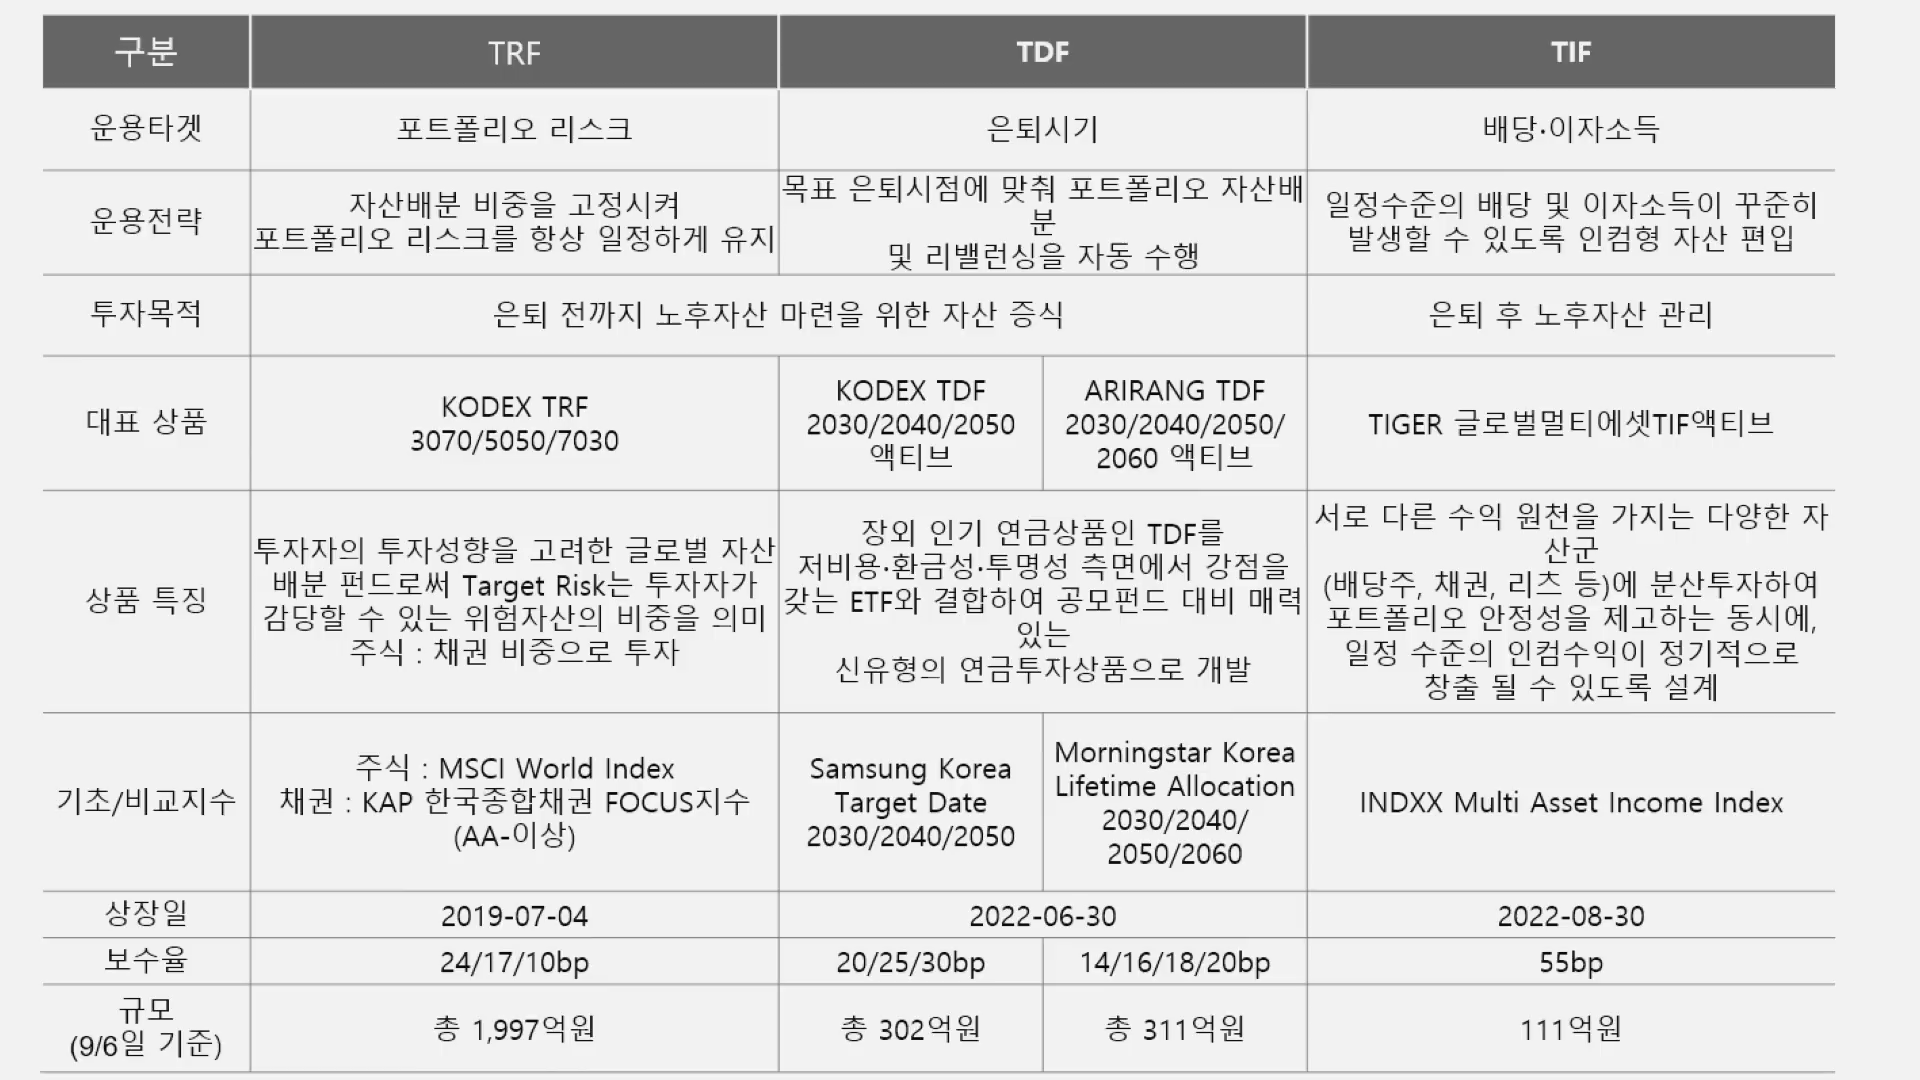 구분 TRF TDF TIF
운용타겟 포트폴리오 리스크 은퇴시기 배당·이자소득
운용전략
자산배분 비중을 고정시켜
포트폴리오 리스크를 항상 일정하게 유지
목표 은퇴시점에 맞춰 포트폴리오 자산배
분
및 리밸런싱을 자동 수행
일정수준의 배당 및 이자소득이 꾸준히
발생할 수 있도록 인컴형 자산 편입
투자목적 은퇴 전까지 노후자산 마련을 위한 자산 증식 은퇴 후 노후자산 관리
대표 상품
KODEX TRF
3070/5050/7030
KODEX TDF
2030/2040/2050
액티브
ARIRANG TDF
2030/2040/2050/
2060 액티브
TIGER 글로벌멀티에셋TIF액티브
상품 특징
투자자의 투자성향을 고려한 글로벌 자산
배분 펀드로써 Target Risk는 투자자가
감당할 수 있는 위험자산의 비중을 의미
주식 : 채권 비중으로 투자
장외 인기 연금상품인 TDF를
저비용·환금성·투명성 측면에서 강점을
갖는 ETF와 결합하여 공모펀드 대비 매력
있는
신유형의 연금투자상품으로 개발
서로 다른 수익 원천을 가지는 다양한 자
산군
(배당주, 채권, 리츠 등)에 분산투자하여
포트폴리오 안정성을 제고하는 동시에,
일정 수준의 인컴수익이 정기적으로
창출 될 수 있도록 설계
기초/비교지수
주식 : MSCI World Index
채권 : KAP 한국종합채권 FOCUS지수
(AA-이상)
Samsung Korea
Target Date
2030/2040/2050
Morningstar Korea
Lifetime Allocation
2030/2040/
2050/2060
INDXX Multi Asset Income Index
상장일 2019-07-04 2022-06-30 2022-08-30
보수율 24/17/10bp 20/25/30bp 14/16/18/20bp 55bp
규모
(9/6일 기준)
총 1,997억원 총 302억원 총 311억원 111억원